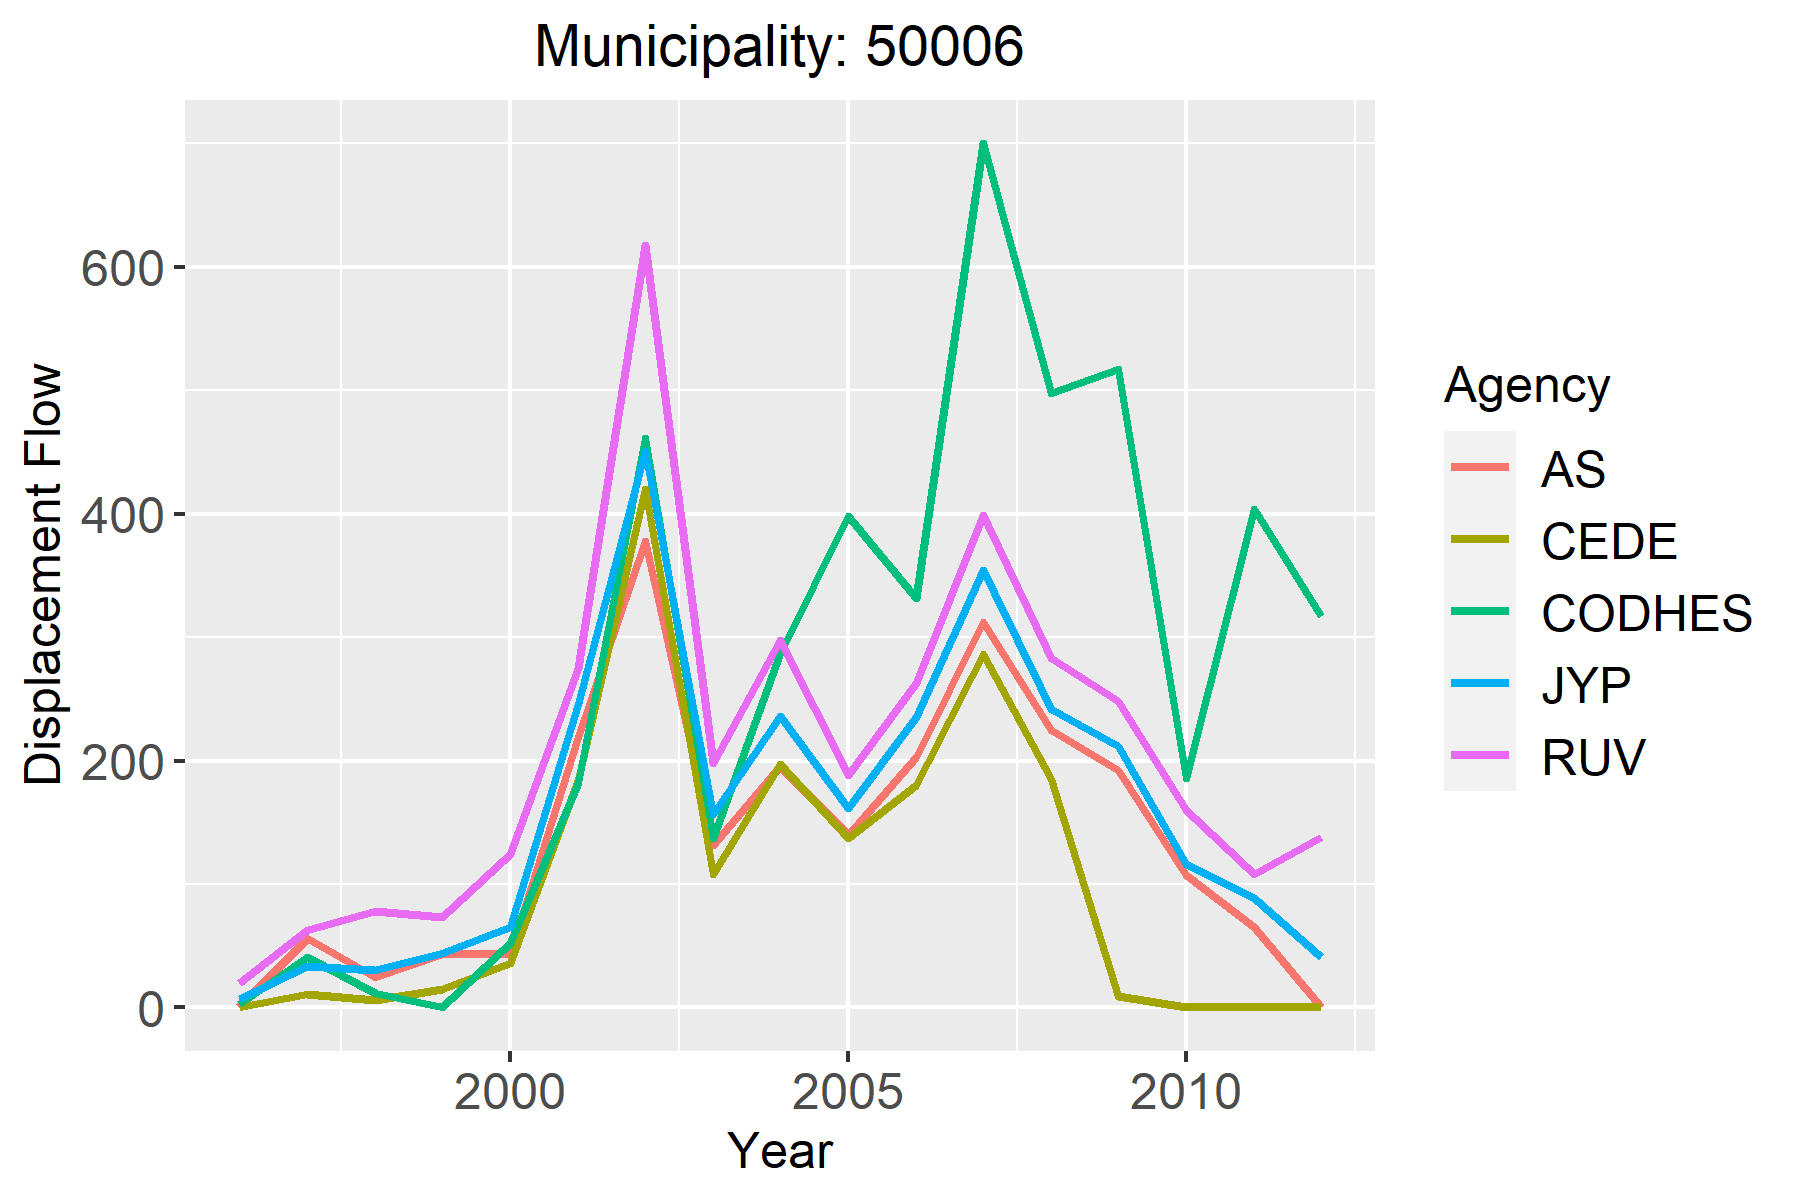 Municipality: 50006
Displacement Flow
600
400
200
0
2000 2005 2010
Year
Agency
AS
CEDE
CODHES
JYP
RUV